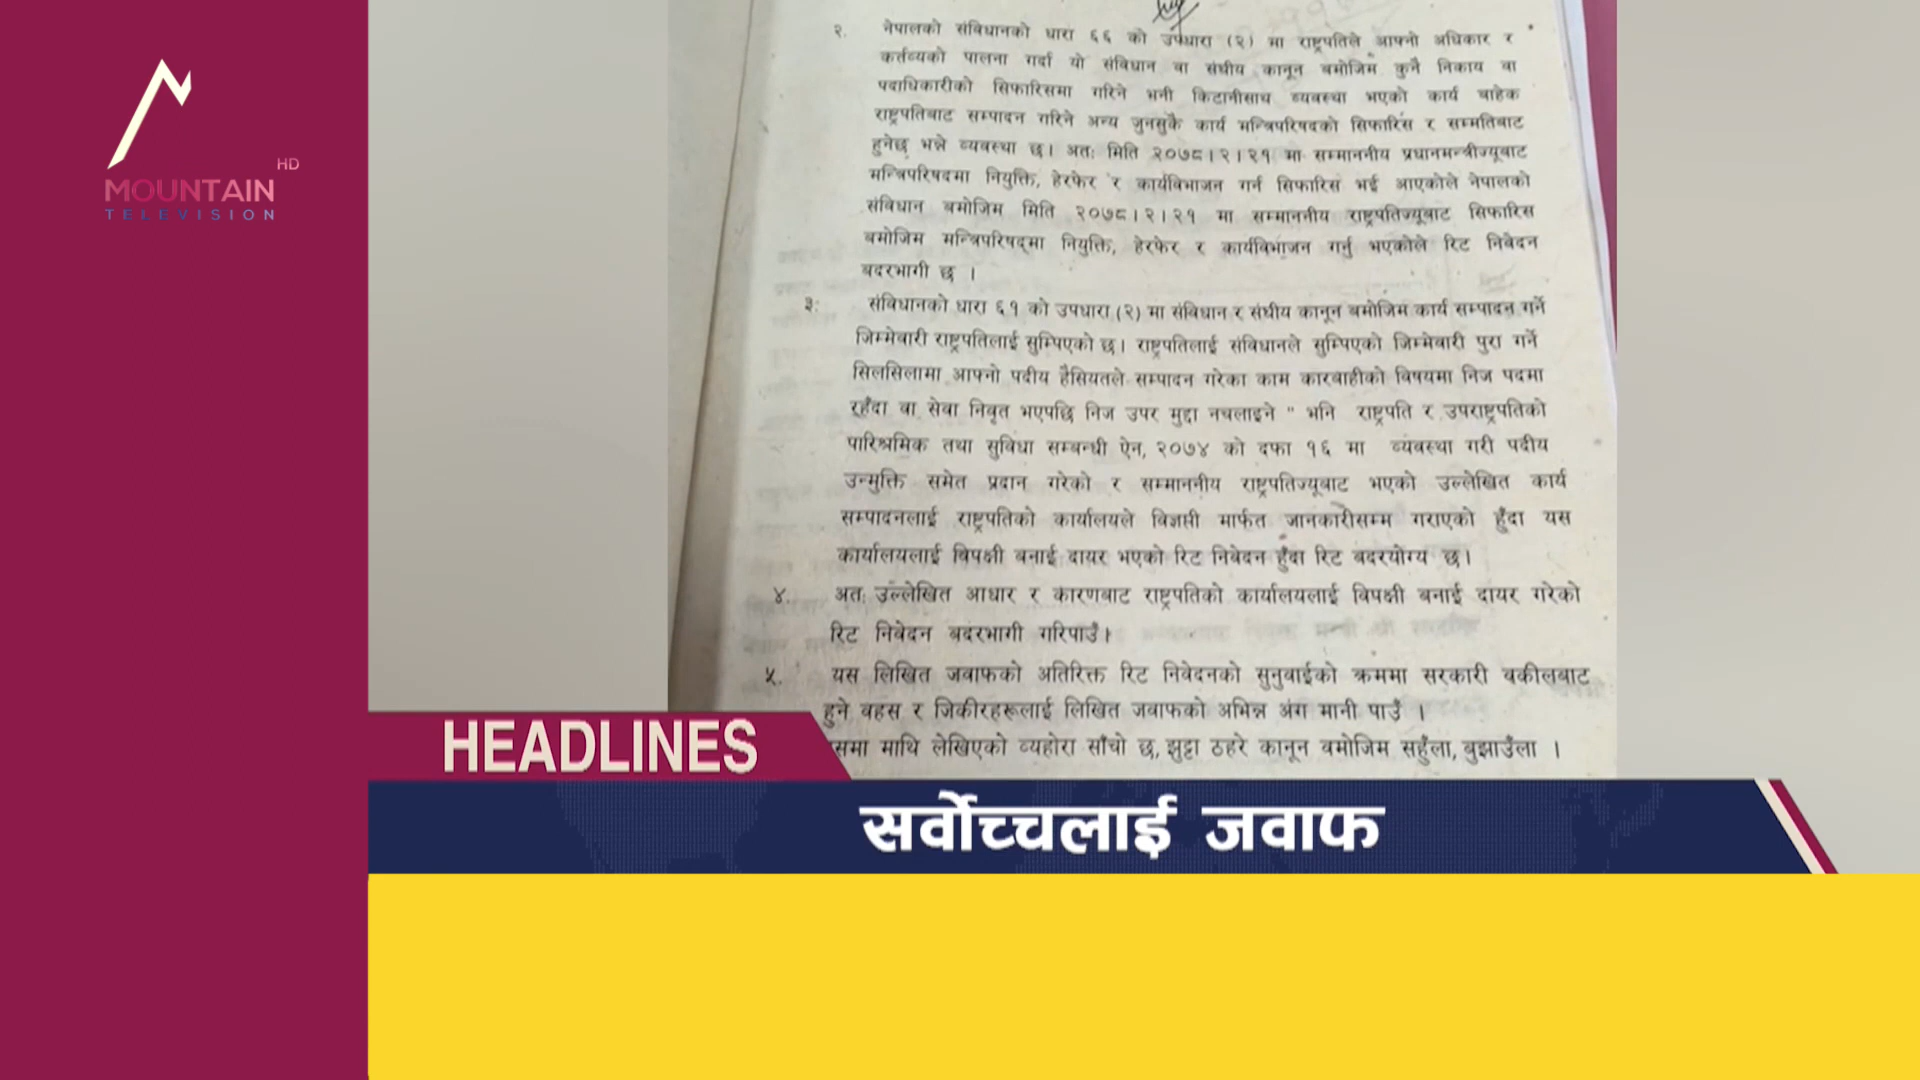 HD
MOUNTAIN
TELEVISION
२. नेपालको संविधानको धारा ६६ को उपधारा (२) मा राष्ट्रपतिले आफ्नो अधिकार र
कर्तव्यको पालना गर्दा यो संविधान वा संघीय कानून बमोजिम कुनै निकाय वा
पदाधिकारीको सिफारिसमा गरिने भनी किटानीसाथ व्यवस्था भएको कार्य बाहेक
राष्ट्रपतिबाट सम्पादन गरिने अन्य जुनसुकै कार्य मन्त्रिपरिषदको सिफारिस र सम्मतिबाट
हुनेछ भन्ने व्यवस्था छ। अतः मिति २०७८।२।२१ मा सम्माननीय प्रधानमन्त्रीज्यूबाट
मन्त्रिपरिषदमा नियुक्ति, हेरफेर र कार्यविभाजन गर्न सिफारिस भई आएकोले नेपालको
संविधान बमोजिम मिति २०७८।२।२१ मा सम्माननीय राष्ट्रपतिज्यूबाट सिफारिस
बमोजिम मन्त्रिपरिषद्मा नियुक्ति, हेरफेर र कार्यविभाजन गर्नु भएकोले रिट निवेदन
बदरभागी छ ।
३. संविधानको धारा ६१ को उपधारा (२) मा संविधान र संघीय कानून बमोजिम कार्य सम्पादन गर्ने
जिम्मेवारी राष्ट्रपतिलाई सुम्पिएको छ। राष्ट्रपतिलाई संविधानले सुम्पिएको जिम्मेवारी पुरा गर्ने
सिलसिलामा आफ्नो पदीय हैसियतले सम्पादन गरेका काम कारबाहीको विषयमा निज पदमा
रहँदा वा सेवा निवृत भएपछि निज उपर मुद्दा नचलाइने " भनि राष्ट्रपति र उपराष्ट्रपतिको
पारिश्रमिक तथा सुविधा सम्बन्धी ऐन, २०७४ को दफा १६ मा व्यवस्था गरी पदीय
उन्मुक्ति समेत प्रदान गरेको र सम्माननीय राष्ट्रपतिज्यूबाट भएको उल्लेखित कार्य
सम्पादनलाई राष्ट्रपतिको कार्यालयले विज्ञप्ती मार्फत जानकारीसम्म गराएको हुँदा यस
कार्यालयलाई विपक्षी बनाई दायर भएको रिट निवेदन हुँदा रिट बदरयोग्य छ।
४. अतः उल्लेखित आधार र कारणबाट राष्ट्रपतिको कार्यालयलाई विपक्षी बनाई दायर गरेको
रिट निवेदन बदरभागी गरिपाउँ।
५. यस लिखित जवाफको अतिरिक्त रिट निवेदनको सुनुवाईको क्रममा सरकारी वकीलबाट
हुने वहस र जिकीरहरूलाई लिखित जवाफको अभिन्न अंग मानी पाउँ ।
समा माथि लेखिएको व्यहोरा साँचो छ, झुट्टा ठहरे कानून बमोजिम सहुँला, बुझाउँला ।
HEADLINES
सर्वोच्चलाई जवाफ